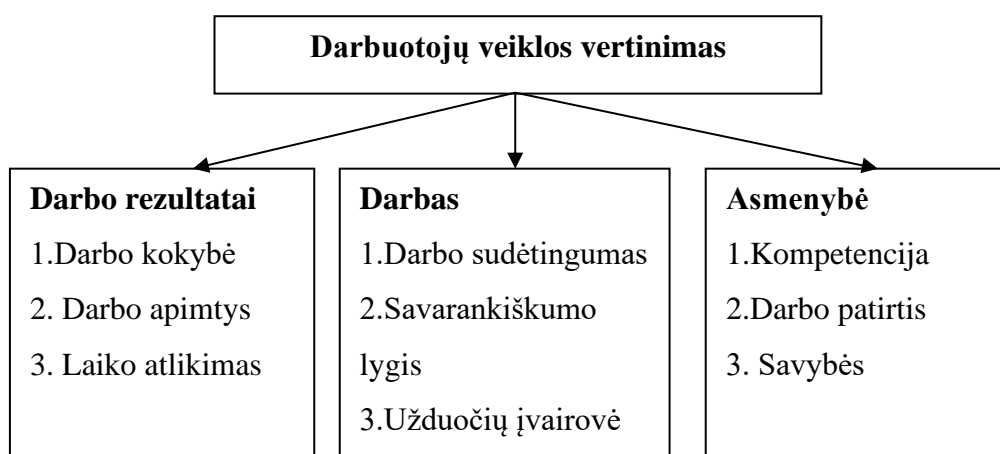 Darbuotojų veiklos vertinimas
Darbo rezultatai
1.Darbo kokybė
2. Darbo apimtys
3. Laiko atlikimas
Darbas
1.Darbo sudėtingumas
2.Savarankiškumo
lygis
3.Užduočių įvairovė
Asmenybė
1.Kompetencija
2.Darbo patirtis
3. Savybės